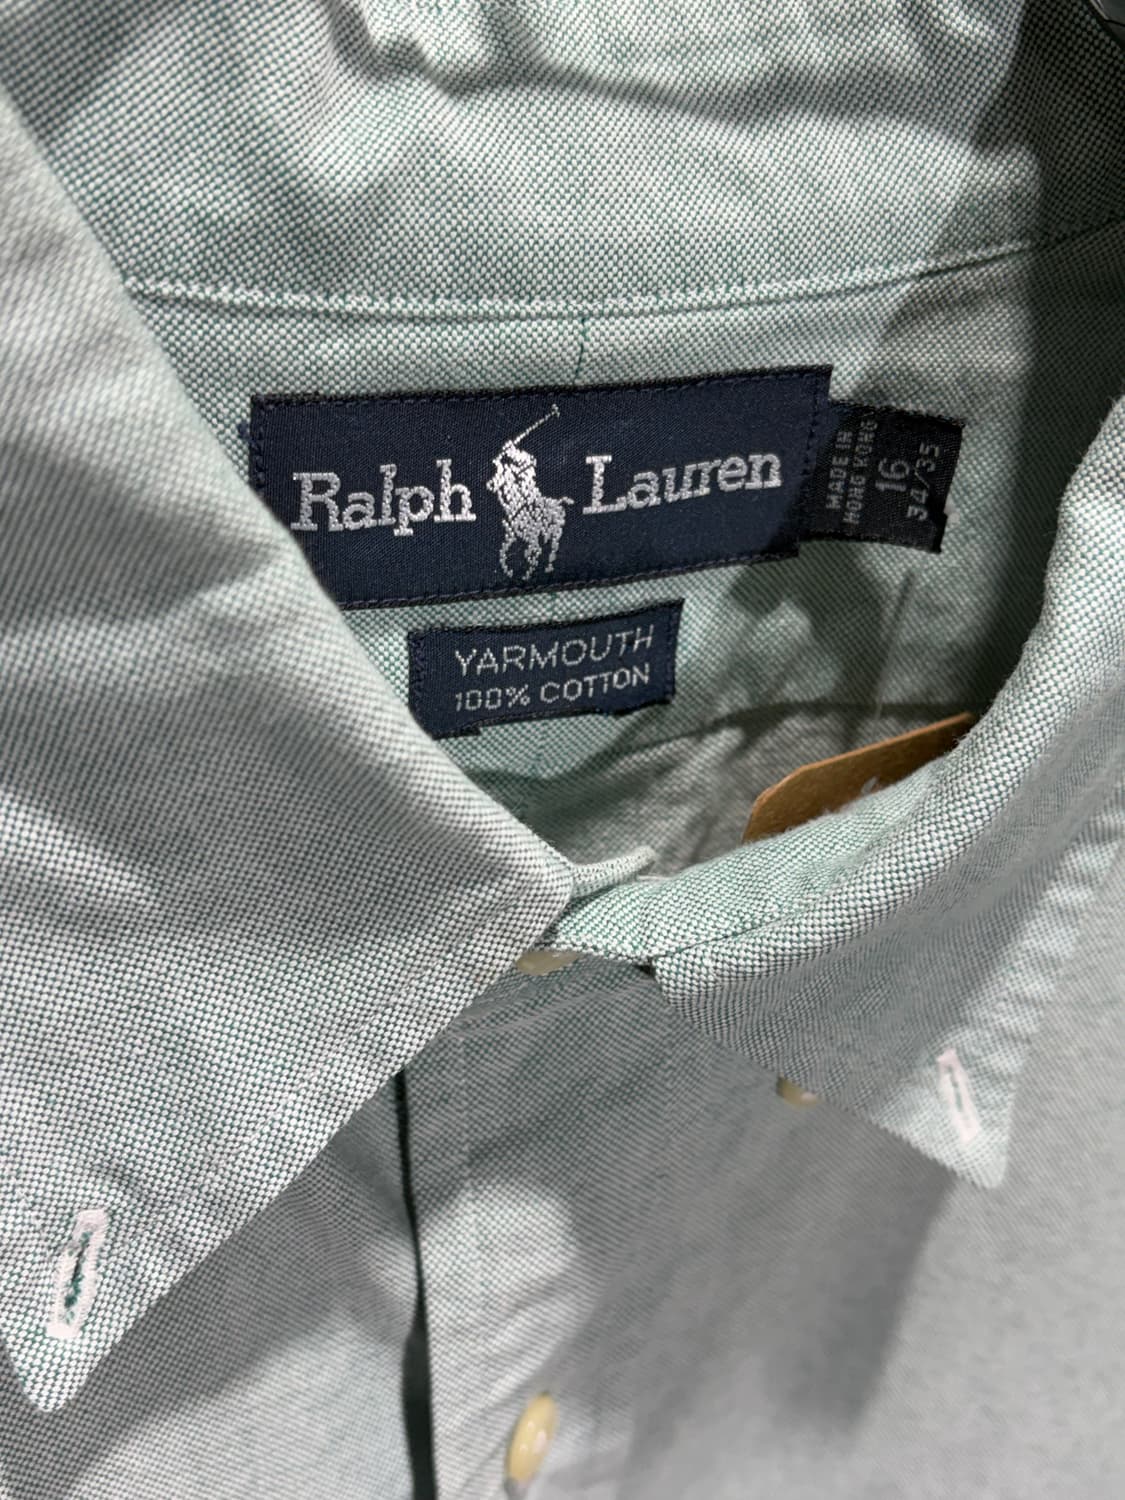 Ralph Lauren
MADE IN
HONG KONG
16
34/35
YARMOUTH
100% COTTON